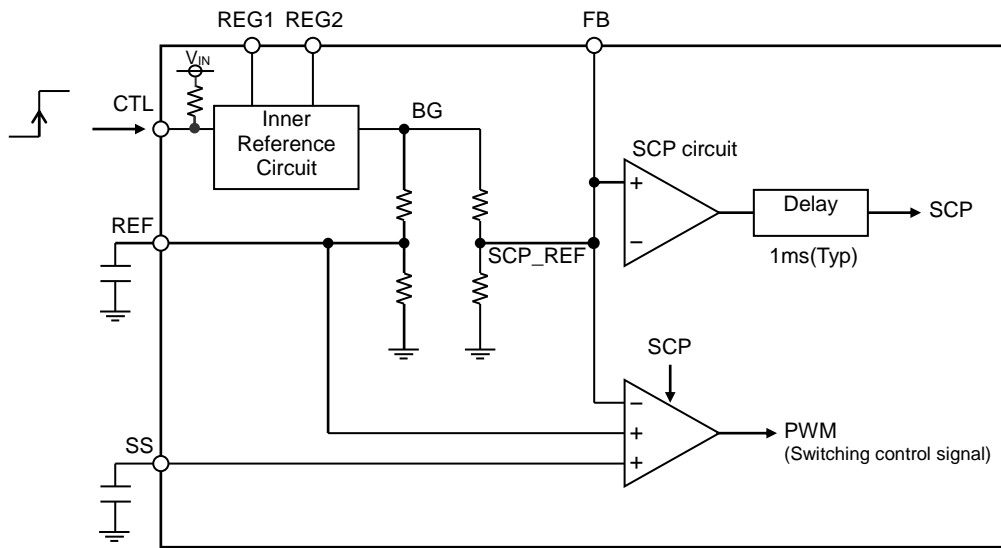 REG1 REG2 FB
VIN
CTL
Inner
Reference
Circuit
BG
SCP circuit
+
−
Delay
SCP
1ms(Typ)
REF
SCP_REF
SCP
−
+
+
PWM
(Switching control signal)
SS